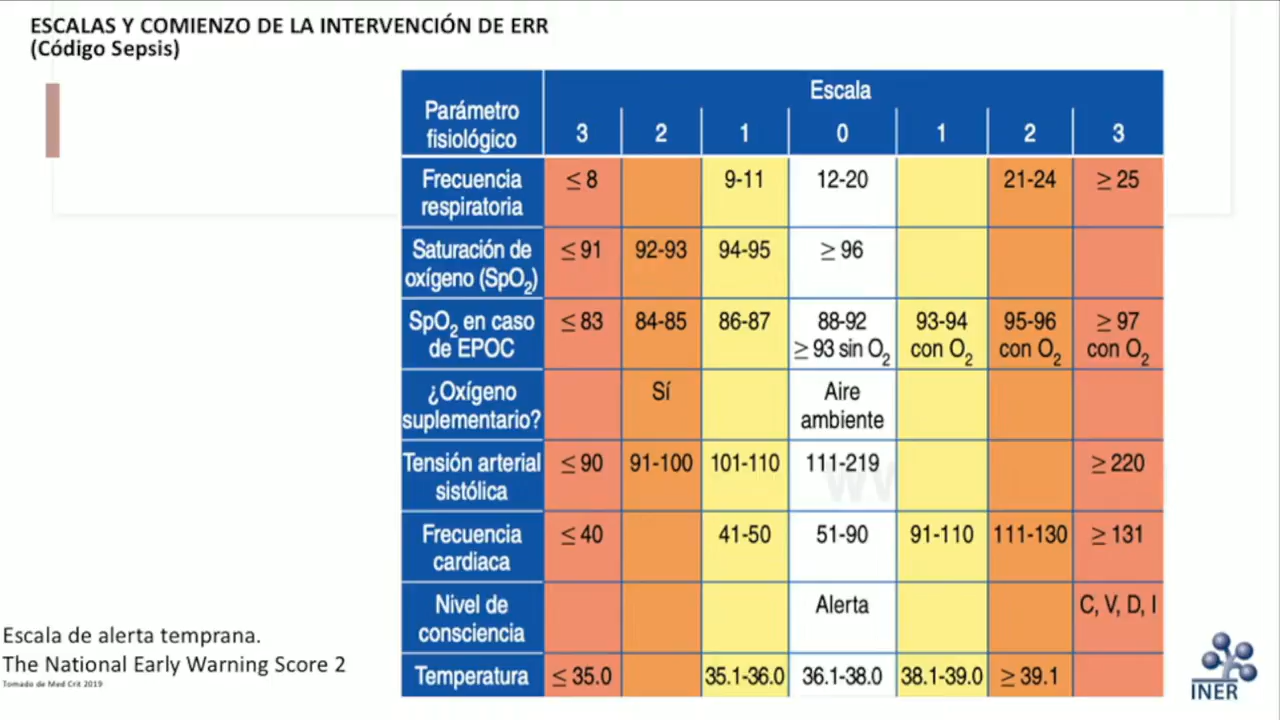 ESCALAS Y COMIENZO DE LA INTERVENCIÓN DE ERR
(Código Sepsis)
Parámetro
fisiológico
Escala
3 2 1 0 1 2 3
Frecuencia
respiratoria
≤ 8 9-11 12-20 21-24 ≥ 25
Saturación de
oxígeno (SpO2)
≤ 91 92-93 94-95 ≥ 96
SpO2 en caso
de EPOC
≤ 83 84-85 86-87 88-92 93-94 95-96 ≥ 97
≥ 93 sin O2 con O2 con O2 con O2
¿Oxígeno
suplementario?
Sí Aire
ambiente
Tensión arterial
sistólica
≤ 90 91-100 101-110 111-219 ≥ 220
Frecuencia
cardiaca
≤ 40 41-50 51-90 91-110 111-130 ≥ 131
Nivel de
consciencia
Alerta C, V, D, I
Temperatura ≤ 35.0 35.1-36.0 36.1-38.0 38.1-39.0 ≥ 39.1
Escala de alerta temprana.
The National Early Warning Score 2
Tomado de Med Crit 2019
INER